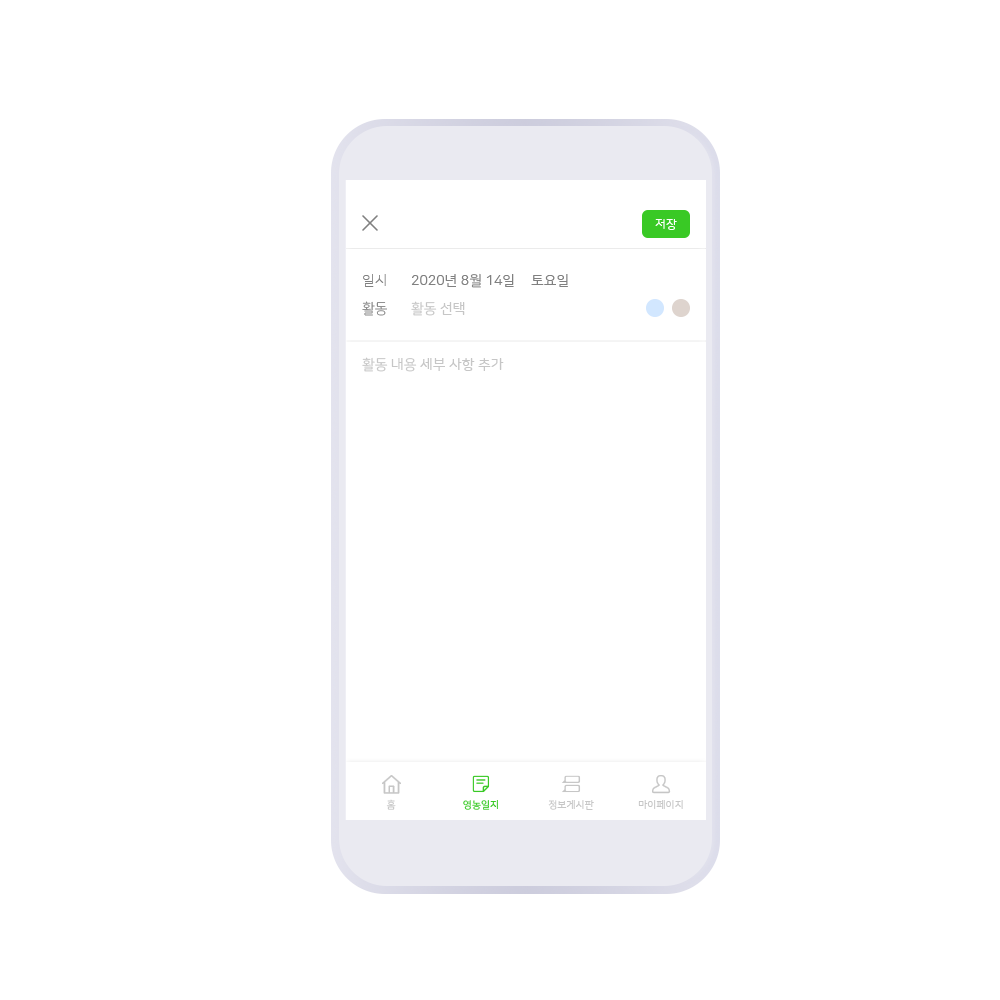 저장
일시 2020년 8월 14일 토요일
활동 활동 선택
활동 내용 세부 사항 추가
홈 영농일지 정보게시판 마이페이지